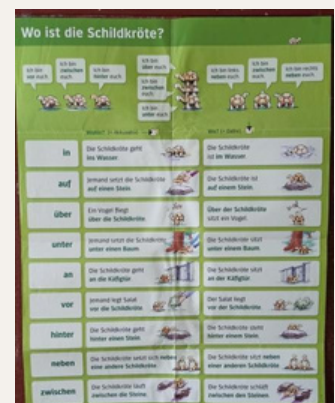 Wo ist die Schildkröte?
Ich bin
vor euch.
Ich bin
zwischen
euch.
Ich bin
hinter euch.
Ich bin
über euch.
Ich bin
zwischen
euch.
Ich bin
unter euch.
Ich bin links
neben euch.
Ich bin
zwischen
euch.
Ich bin rechts
neben euch.
in
Die Schildkröte geht
ins Wasser.
Die Schildkröte
ist im Wasser.
auf
Jemand setzt die Schildkröte
auf einen Stein.
Die Schildkröte ist
auf einem Stein.
über
Ein Vogel fliegt
über die Schildkröte.
Über der Schildkröte
sitzt ein Vogel.
unter
Jemand setzt die Schildkröte
unter einen Baum.
Die Schildkröte sitzt
unter einem Baum.
an
Die Schildkröte geht
an die Käfigtür.
Die Schildkröte sitzt
an der Käfigtür.
vor
Jemand legt Salat
vor die Schildkröte.
Der Salat liegt
vor der Schildkröte.
hinter
Die Schildkröte geht
hinter einen Stein.
Die Schildkröte steht
hinter einem Stein.
neben
Die Schildkröte setzt sich neben
eine andere Schildkröte.
Die Schildkröte sitzt neben
einer anderen Schildkröte.
zwischen
Die Schildkröte läuft
zwischen die Steine.
Die Schildkröte schläft
zwischen den Steinen.